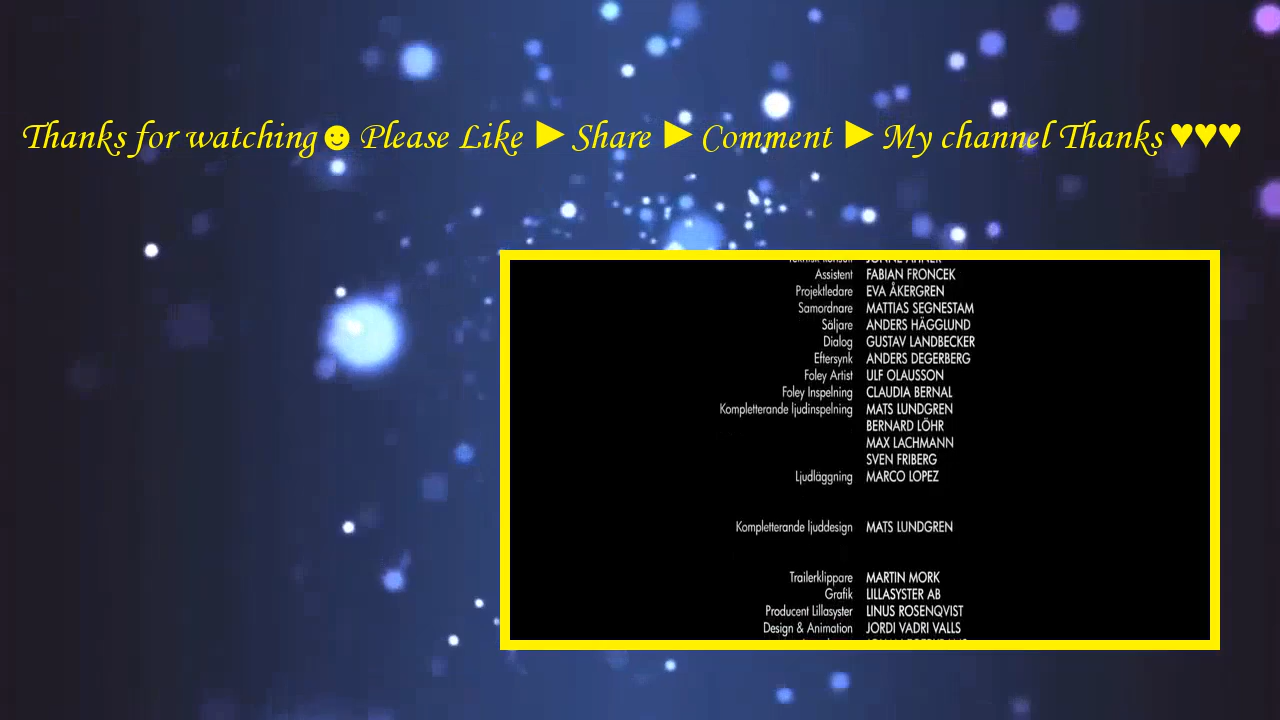 Thanks for watching☻Please Like ►Share ►Comment ►My channel Thanks♥♥♥
Assistent FABIAN FRONCEK
Projektledare EVA ÅKERGREN
Samordnare MATTIAS SEGNESTAM
Säljare ANDERS HÄGGLUND
Dialog GUSTAV LANDBECKER
Eftersynk ANDERS DEGERBERG
Foley Artist ULF OLAUSSON
Foley Inspelning CLAUDIA BERNAL
Kompletterande ljudinspelning MATS LUNDGREN
BERNARD LÖHR
MAX LACHMANN
SVEN FRIBERG
Ljudläggning MARCO LOPEZ
Kompletterande ljuddesign MATS LUNDGREN
Trailerklippare MARTIN MORK
Grafik LILLASYSTER AB
Producent Lillasyster LINUS ROSENQVIST
Design & Animation JORDI VADRI VALLS